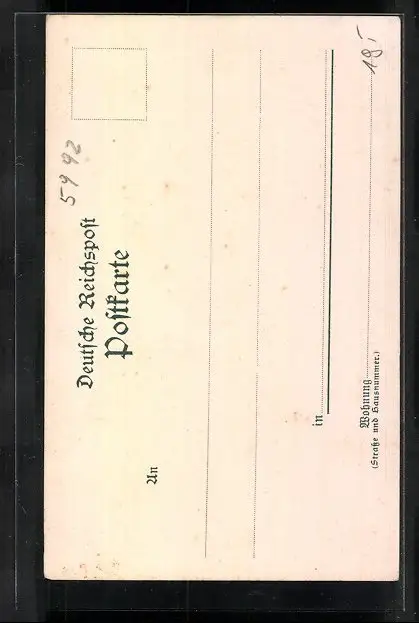 5992
Deutsche Reichspost
Postkarte
An
in
Wohnung
(Straße und Hausnummer.)
18,-